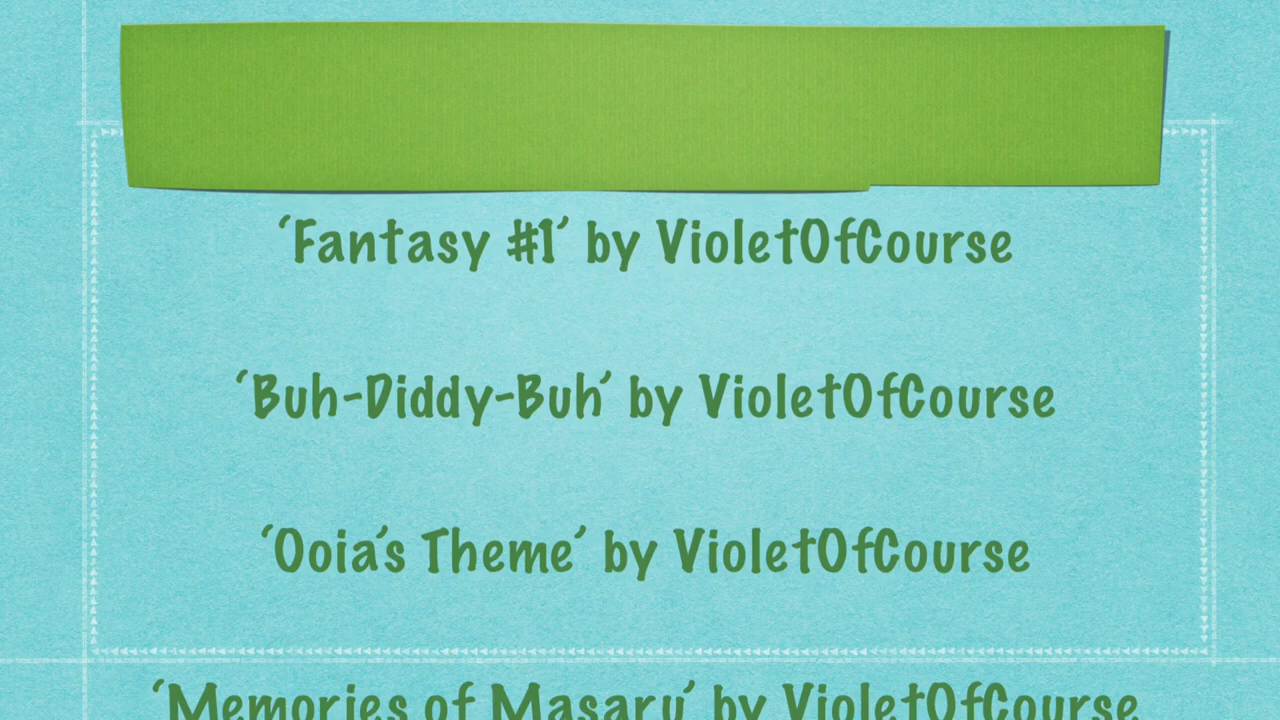 ‘Fantasy #1’ by VioletOfCourse
‘Buh-Diddy-Buh’ by VioletOfCourse
‘Ooia’s Theme’ by VioletOfCourse
‘Memories of Masaru’ by VioletOfCourse